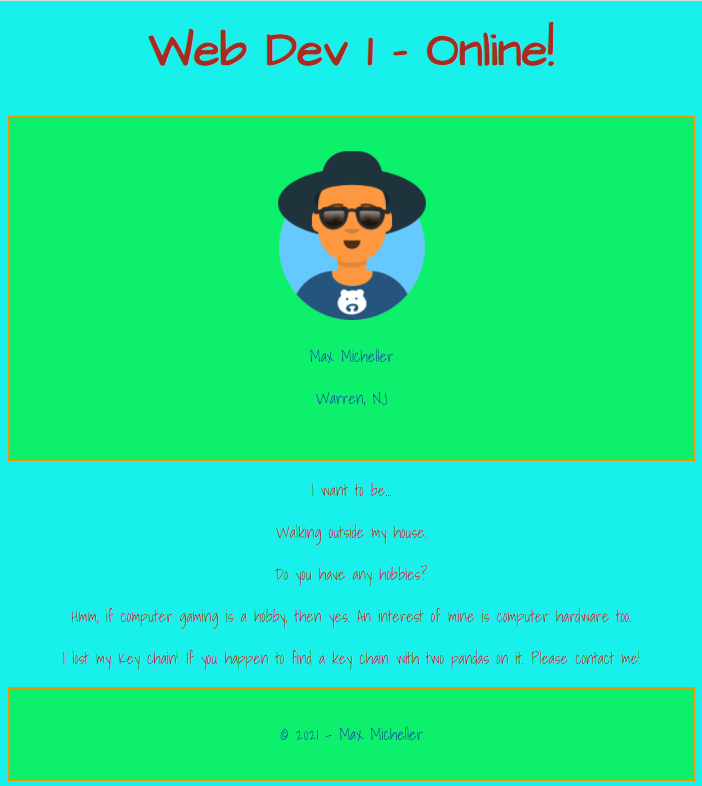 Web Dev 1 - Online!
Max Micheller
Warren, NJ
I want to be...
Walking outside my house.
Do you have any hobbies?
Hmm, if computer gaming is a hobby, then yes. An interest of mine is computer hardware too.
I lost my key chain! If you happen to find a key chain with two pandas on it. Please contact me!
© 2021 - Max Micheller